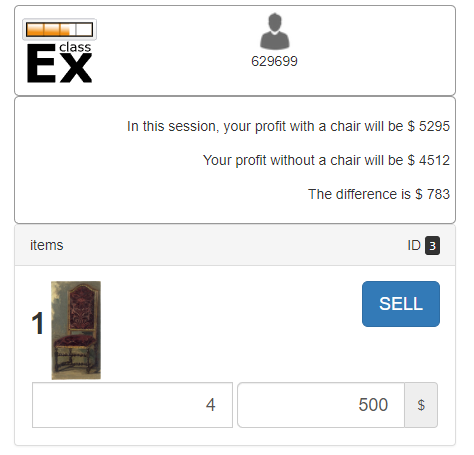 class
Ex
629699
In this session, your profit with a chair will be $ 5295
Your profit without a chair will be $ 4512
The difference is $ 783
items ID 3
1 SELL
4 500 $